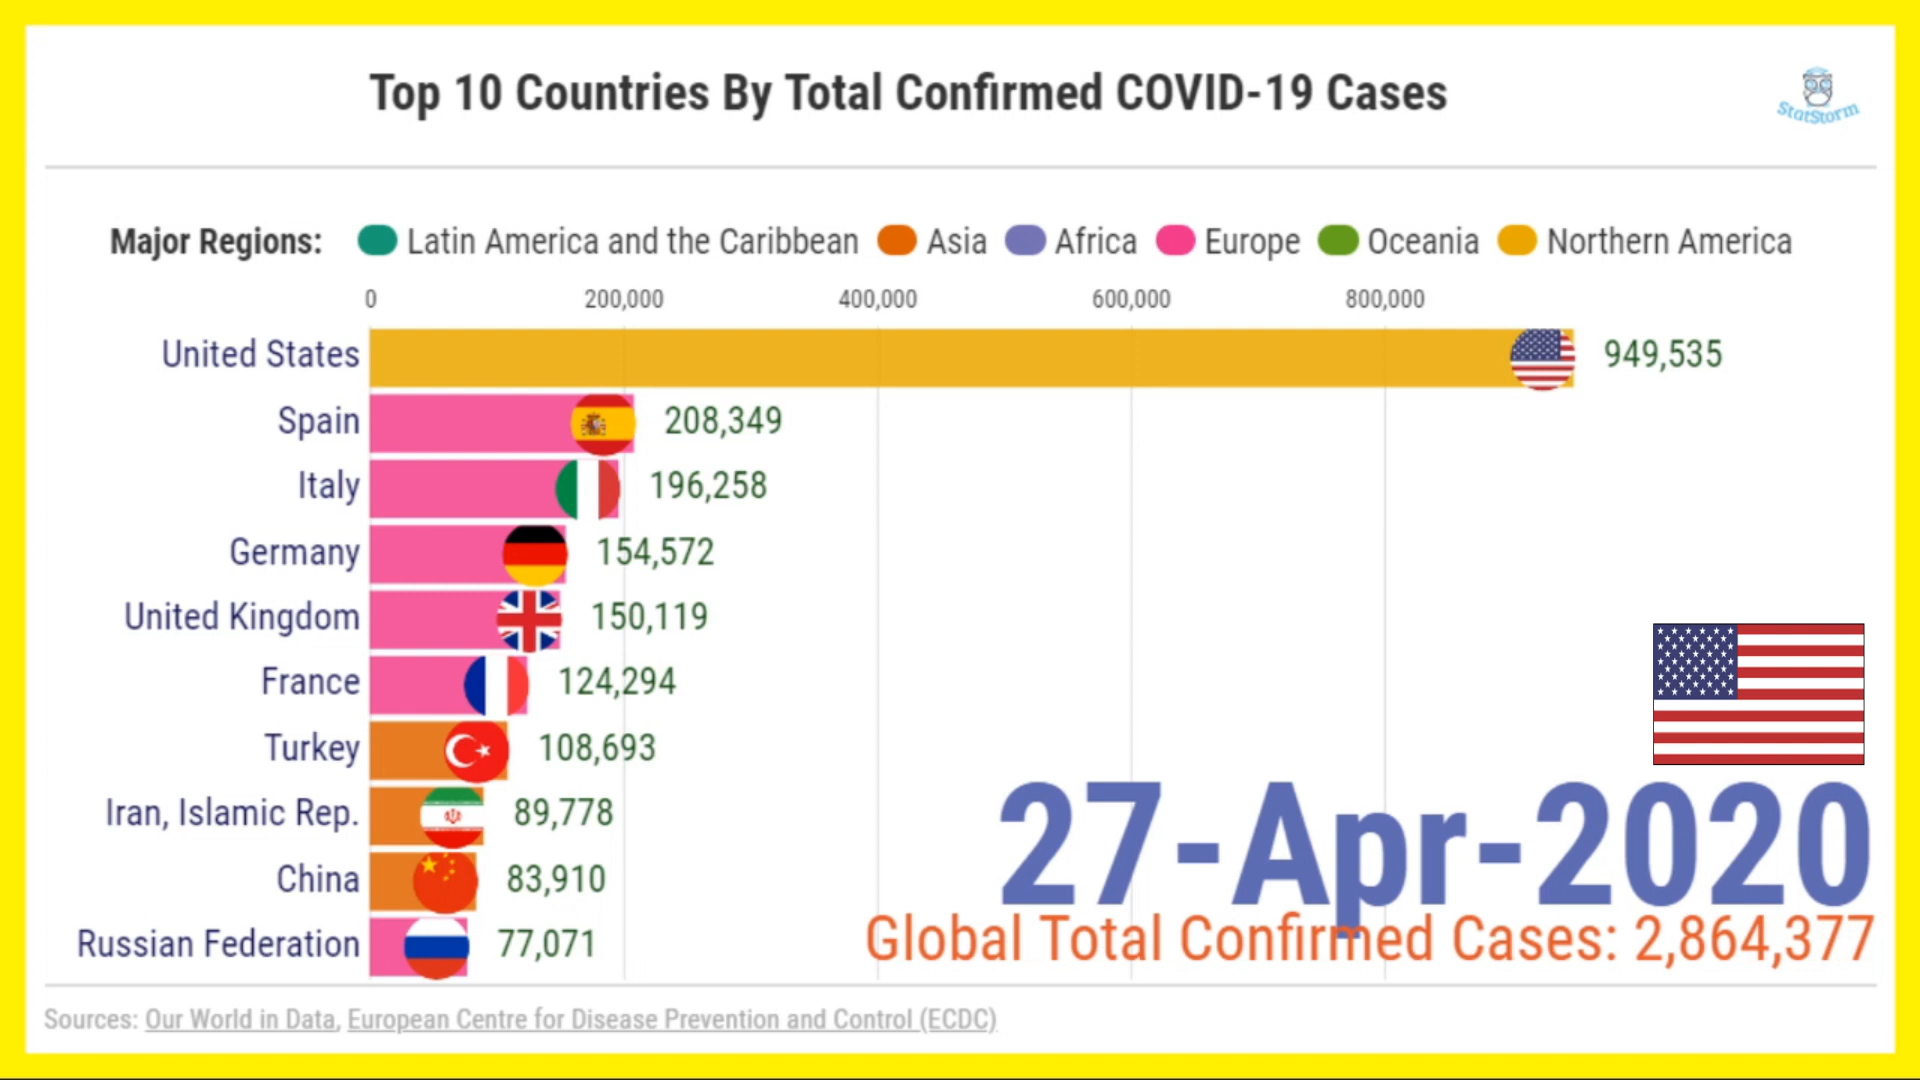 Top 10 Countries By Total Confirmed COVID-19 Cases
StatStorm
Major Regions: Latin America and the Caribbean Asia Africa Europe Oceania Northern America
0 200,000 400,000 600,000 800,000
United States 949,535
Spain 208,349
Italy 196,258
Germany 154,572
United Kingdom 150,119
France 124,294
Turkey 108,693
Iran, Islamic Rep. 89,778
China 83,910
Russian Federation 77,071
27-Apr-2020
Global Total Confirmed Cases: 2,864,377
Sources: Our World in Data, European Centre for Disease Prevention and Control (ECDC)